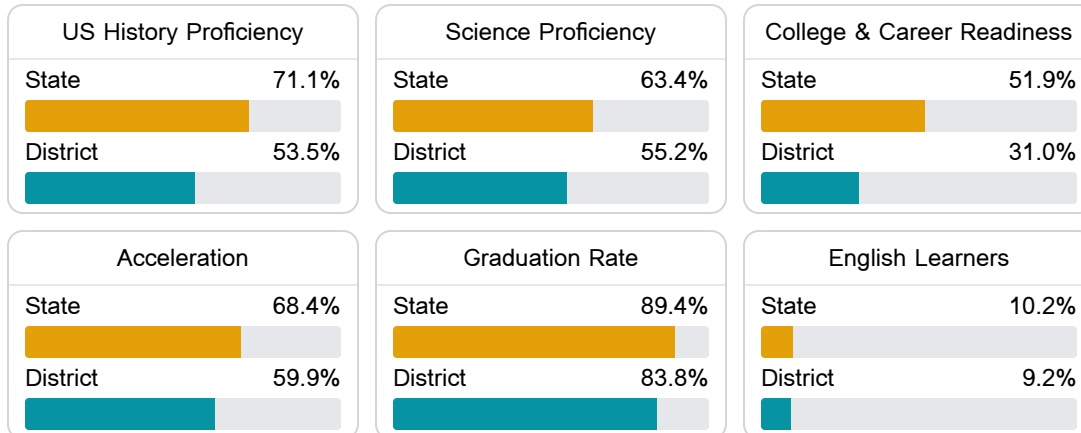 US History Proficiency
State 71.1%
District 53.5%
Science Proficiency
State 63.4%
District 55.2%
College & Career Readiness
State 51.9%
District 31.0%
Acceleration
State 68.4%
District 59.9%
Graduation Rate
State 89.4%
District 83.8%
English Learners
State 10.2%
District 9.2%